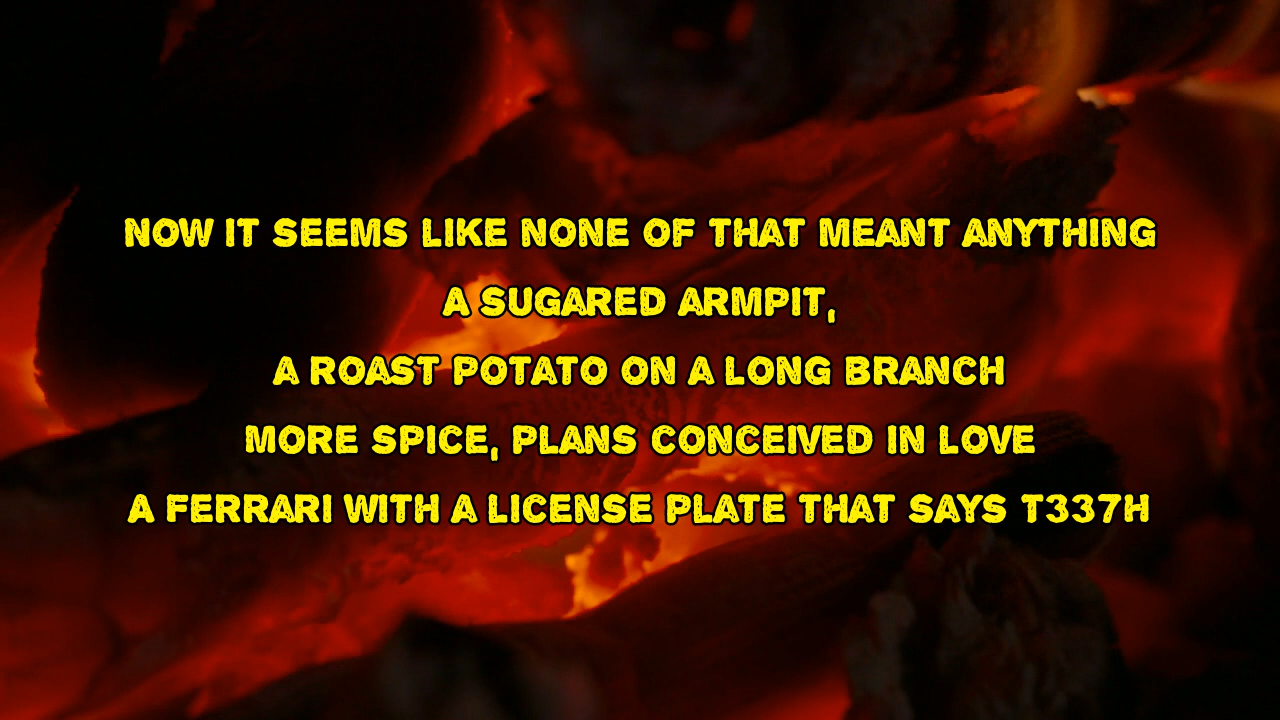 NOW IT SEEMS LIKE NONE OF THAT MEANT ANYTHING
A SUGARED ARMPIT,
A ROAST POTATO ON A LONG BRANCH
MORE SPICE, PLANS CONCEIVED IN LOVE
A FERRARI WITH A LICENSE PLATE THAT SAYS T337H